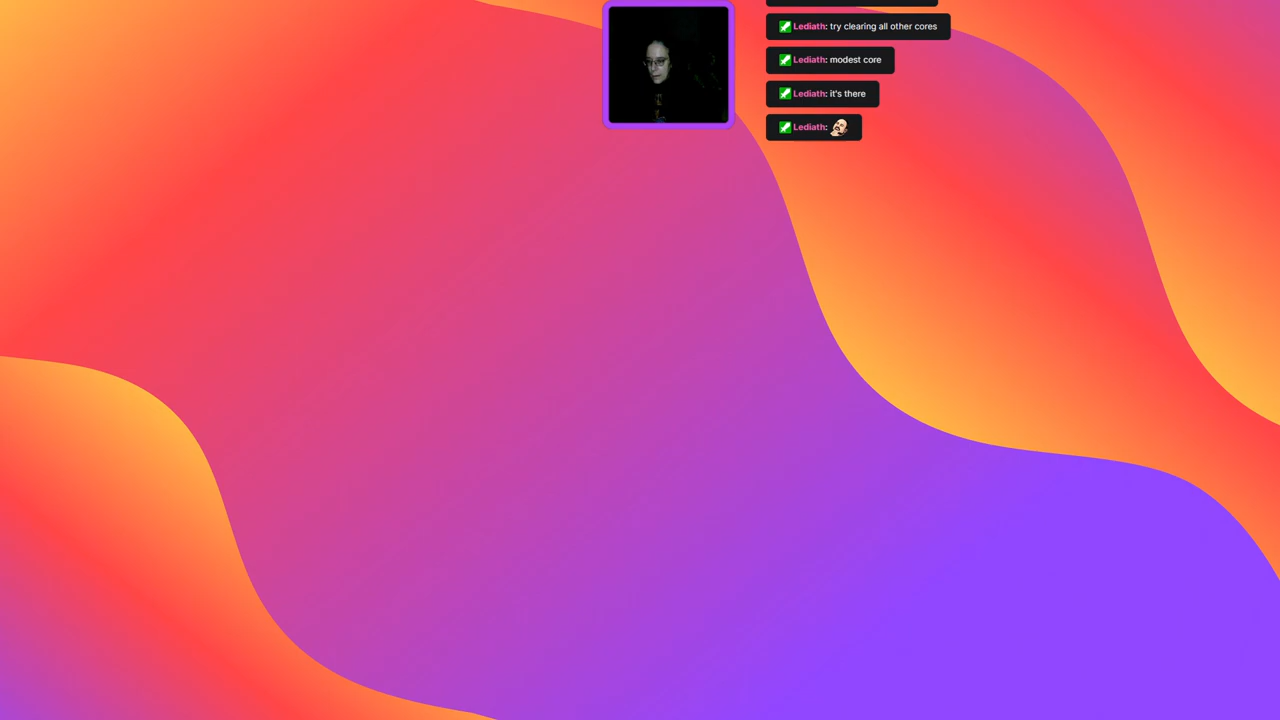 Lediath: try clearing all other cores
Lediath: modest core
Lediath: it's there
Lediath: